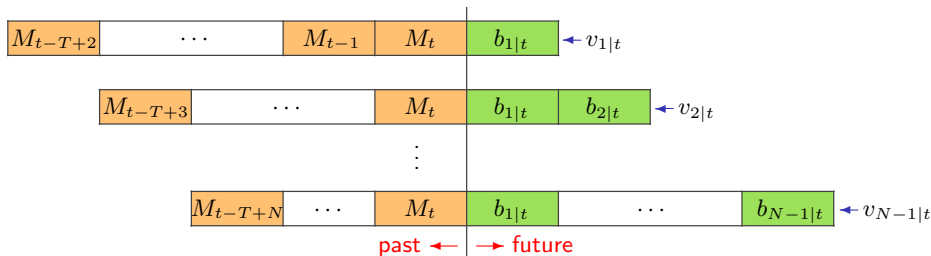 M_{t−T+2} ⋯ M_{t−1} M_t b_{1|t} v_{1|t}
M_{t−T+3} ⋯ M_t b_{1|t} b_{2|t} v_{2|t}
⋮
M_{t−T+N} ⋯ M_t b_{1|t} ⋯ b_{N−1|t} v_{N−1|t}
past future